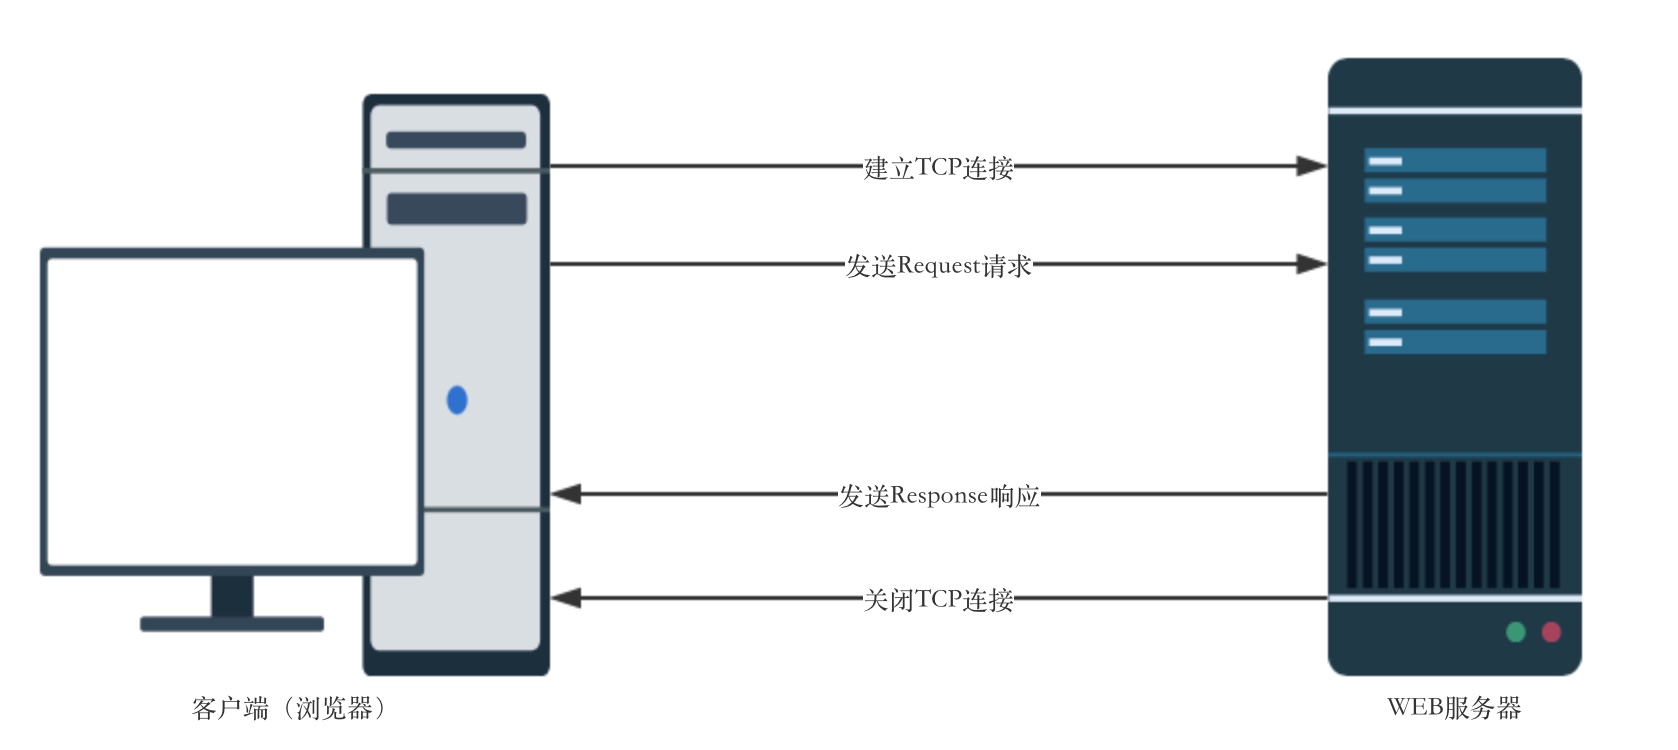 建立TCP连接
发送Request请求
发送Response响应
关闭TCP连接
客户端（浏览器）
WEB服务器